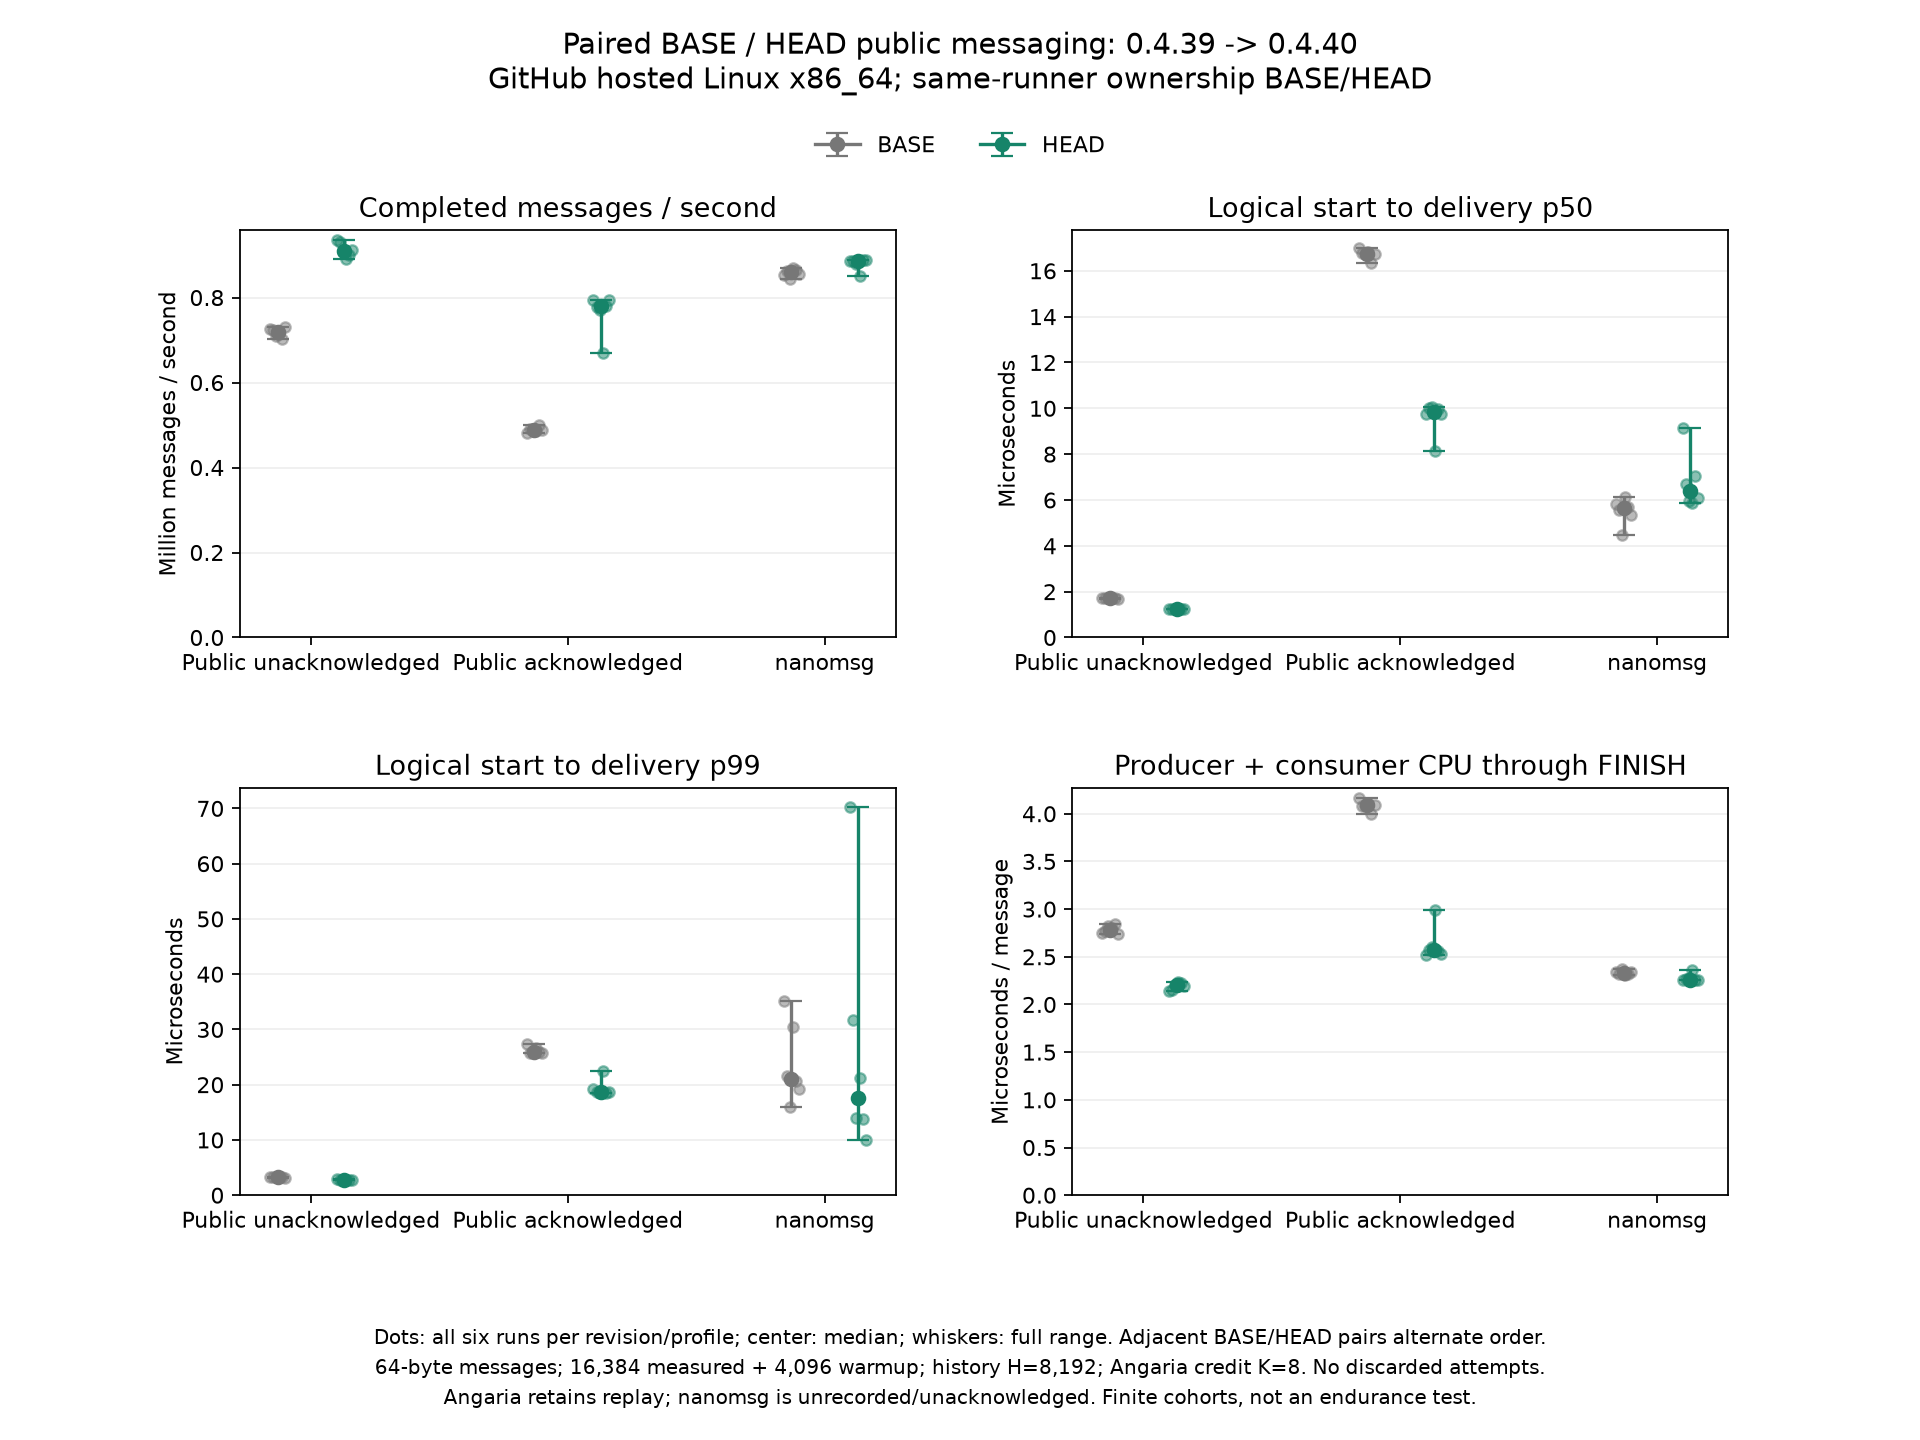 Paired BASE / HEAD public messaging: 0.4.39 -> 0.4.40
GitHub hosted Linux x86_64; same-runner ownership BASE/HEAD
BASE
HEAD
Completed messages / second
Million messages / second
0.8
0.6
0.4
0.2
0.0
Public unacknowledged
Public acknowledged
nanomsg
Logical start to delivery p50
Microseconds
16
14
12
10
8
6
4
2
0
Public unacknowledged
Public acknowledged
nanomsg
Logical start to delivery p99
Microseconds
70
60
50
40
30
20
10
0
Public unacknowledged
Public acknowledged
nanomsg
Producer + consumer CPU through FINISH
Microseconds / message
4.0
3.5
3.0
2.5
2.0
1.5
1.0
0.5
0.0
Public unacknowledged
Public acknowledged
nanomsg
Dots: all six runs per revision/profile; center: median; whiskers: full range. Adjacent BASE/HEAD pairs alternate order.
64-byte messages; 16,384 measured + 4,096 warmup; history H=8,192; Angaria credit K=8. No discarded attempts.
Angaria retains replay; nanomsg is unrecorded/unacknowledged. Finite cohorts, not an endurance test.